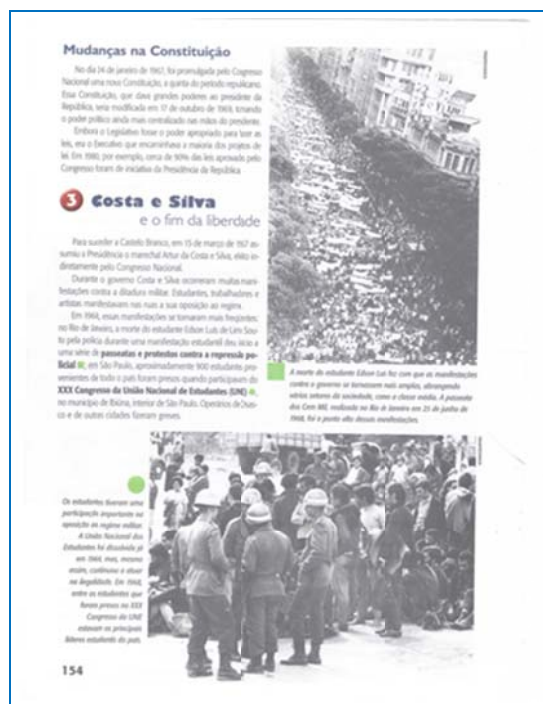 Mudanças na Constituição
No dia 24 de janeiro de 1967, foi promulgada pelo Cogresso
Nacional uma nova Constituição, a quinta do período republicano.
Essa Constituição, que dava grandes poderes ao presidente da
República, seria modificada em 17 de outubro de 1969, tornando
o poder político ainda mais centralizado nas mãos do presidente.
Embora o Legislativo fosse o poder apropriado para fazer as
leis, era o Executivo que encaminhava a maioria dos projetos de
lei. Em 1980, por exemplo, cerca de 90% das leis aprovado pelo
Congresso foram de iniciativa da Presidência da República
3 Costa e Silva
e o fim da liberdade
Para suceder a Castelo Branco, em 15 de março de 1967 as-
sumiu a Presidência o marechal Artur da Costa e Silva, eleito in-
diretamente pelo Congresso Nacional.
Durante o governo Costa e Silva ocorreram muitas mani-
festações contra a ditadura militar. Estudantes, trabalhadores e
artistas manifestavam nas ruas a sua oposição ao regime.
Em 1968, essas manifestações se tornaram mais freqüentes:
no Rio de Janeiro, a morte do estudante Edson Luís de Lim Sou-
to pela polícia durante uma manifestação estudantil deu início a
uma série de passeatas e protestos contra a repressão po-
licial; em São Paulo, aproximadamente 900 estudantes pro-
venientes de todo o país foram presos quando participavam do
XXX Congresso da União Nacional de Estudantes (UNE),
no município de Ibiúna, interior de São Paulo. Operários de Osas-
co e de outras cidades fizeram greves.
A morte do estudante Edson Luís fez com que as manifestações
contra o governo se tornassem mais amplas, abrangendo
vários setores da sociedade, como a classe média. A passeata
dos Cem Mil, realizada no Rio de Janeiro em 25 de junho de
1968, foi o ponto alto dessas manifestações.
Os estudantes tiveram uma
participação importante na
oposição ao regime militar.
A União Nacional dos
Estudantes foi dissolvida já
em 1964, mas, mesmo
assim, continuou a atuar
na ilegalidade. Em 1968,
entre os estudantes que
foram presos no XXX
Congresso da UNE
estavam os principais
líderes estudantis do país.
154